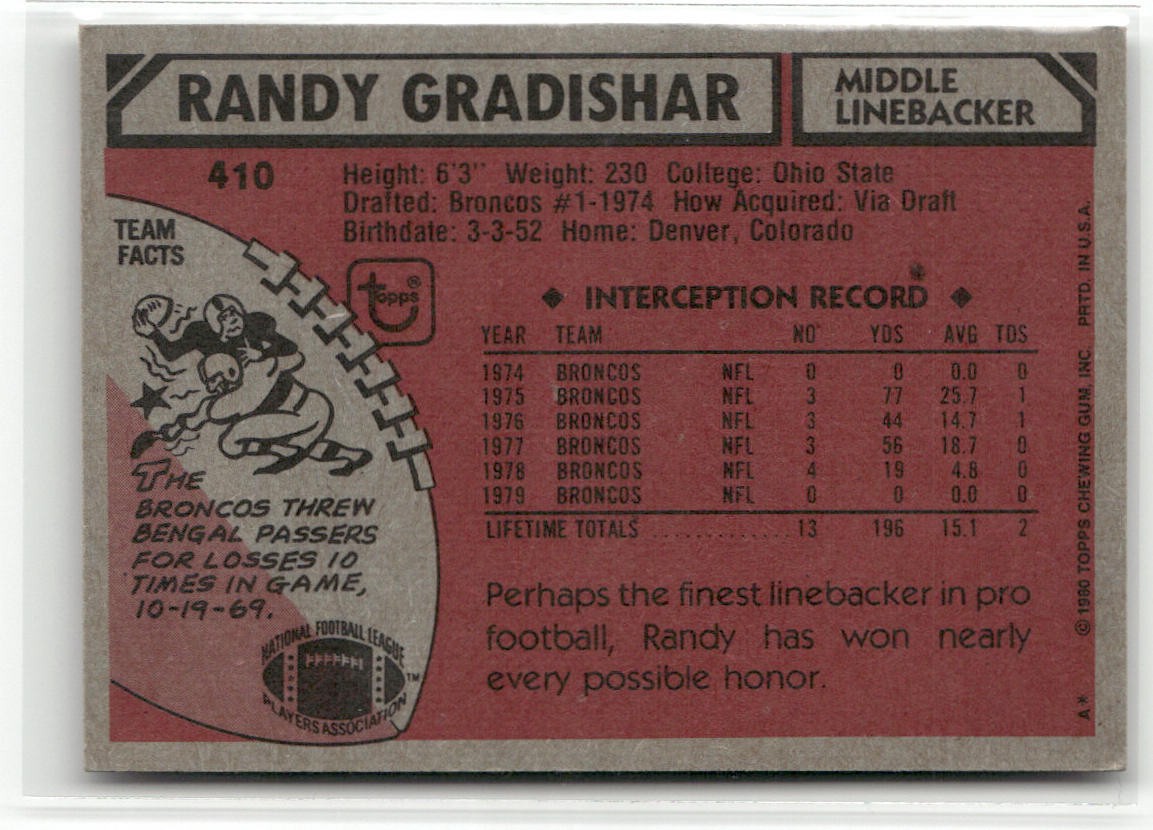 RANDY GRADISHAR
MIDDLE
LINEBACKER
410
Height: 6'3" Weight: 230 College: Ohio State
Drafted: Broncos #1-1974 How Acquired: Via Draft
Birthdate: 3-3-52 Home: Denver, Colorado
TEAM
FACTS
topps®
THE
BRONCOS THREW
BENGAL PASSERS
FOR LOSSES 10
TIMES IN GAME,
10-19-69.
NATIONAL FOOTBALL LEAGUE
PLAYERS ASSOCIATION
™
◆ INTERCEPTION RECORD ◆
YEAR TEAM NO YDS AVG TDS
1974 BRONCOS NFL 0 0 0.0 0
1975 BRONCOS NFL 3 77 25.7 1
1976 BRONCOS NFL 3 44 14.7 1
1977 BRONCOS NFL 3 56 18.7 0
1978 BRONCOS NFL 4 19 4.8 0
1979 BRONCOS NFL 0 0 0.0 0
LIFETIME TOTALS ............. 13 196 15.1 2
Perhaps the finest linebacker in pro
football, Randy has won nearly
every possible honor.
A* © 1980 TOPPS CHEWING GUM, INC. PRTD. IN U.S.A.